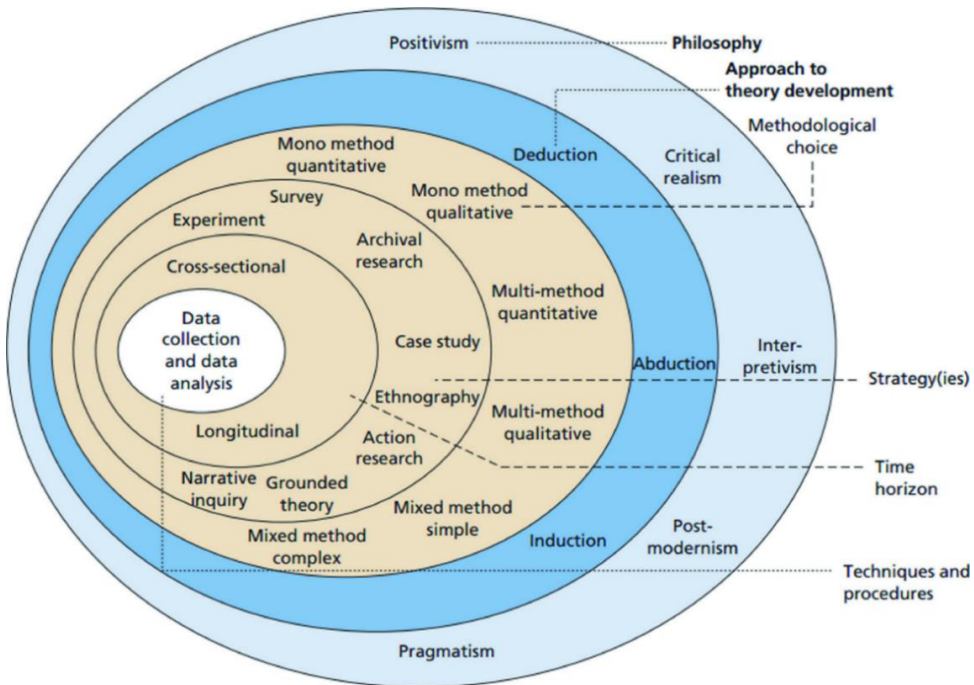 Positivism
Philosophy
Approach to
theory development
Methodological
choice
Mono method
quantitative
Deduction
Critical
realism
Mono method
qualitative
Survey
Experiment
Archival
research
Cross-sectional
Multi-method
quantitative
Data
collection
and data
analysis
Case study
Inter-
pretivism
Abduction
Strategy(ies)
Ethnography
Multi-method
qualitative
Longitudinal
Action
research
Time
horizon
Narrative
inquiry
Grounded
theory
Mixed method
simple
Mixed method
complex
Induction
Post-
modernism
Techniques and
procedures
Pragmatism